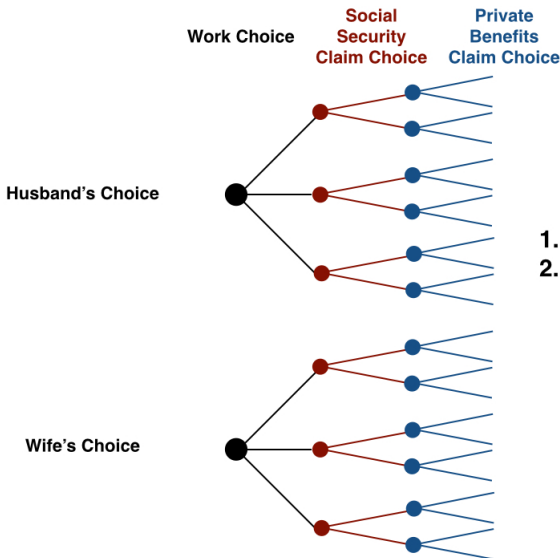 Work Choice
Social
Security
Claim Choice
Private
Benefits
Claim Choice
Husband's Choice
1.
2.
Wife's Choice